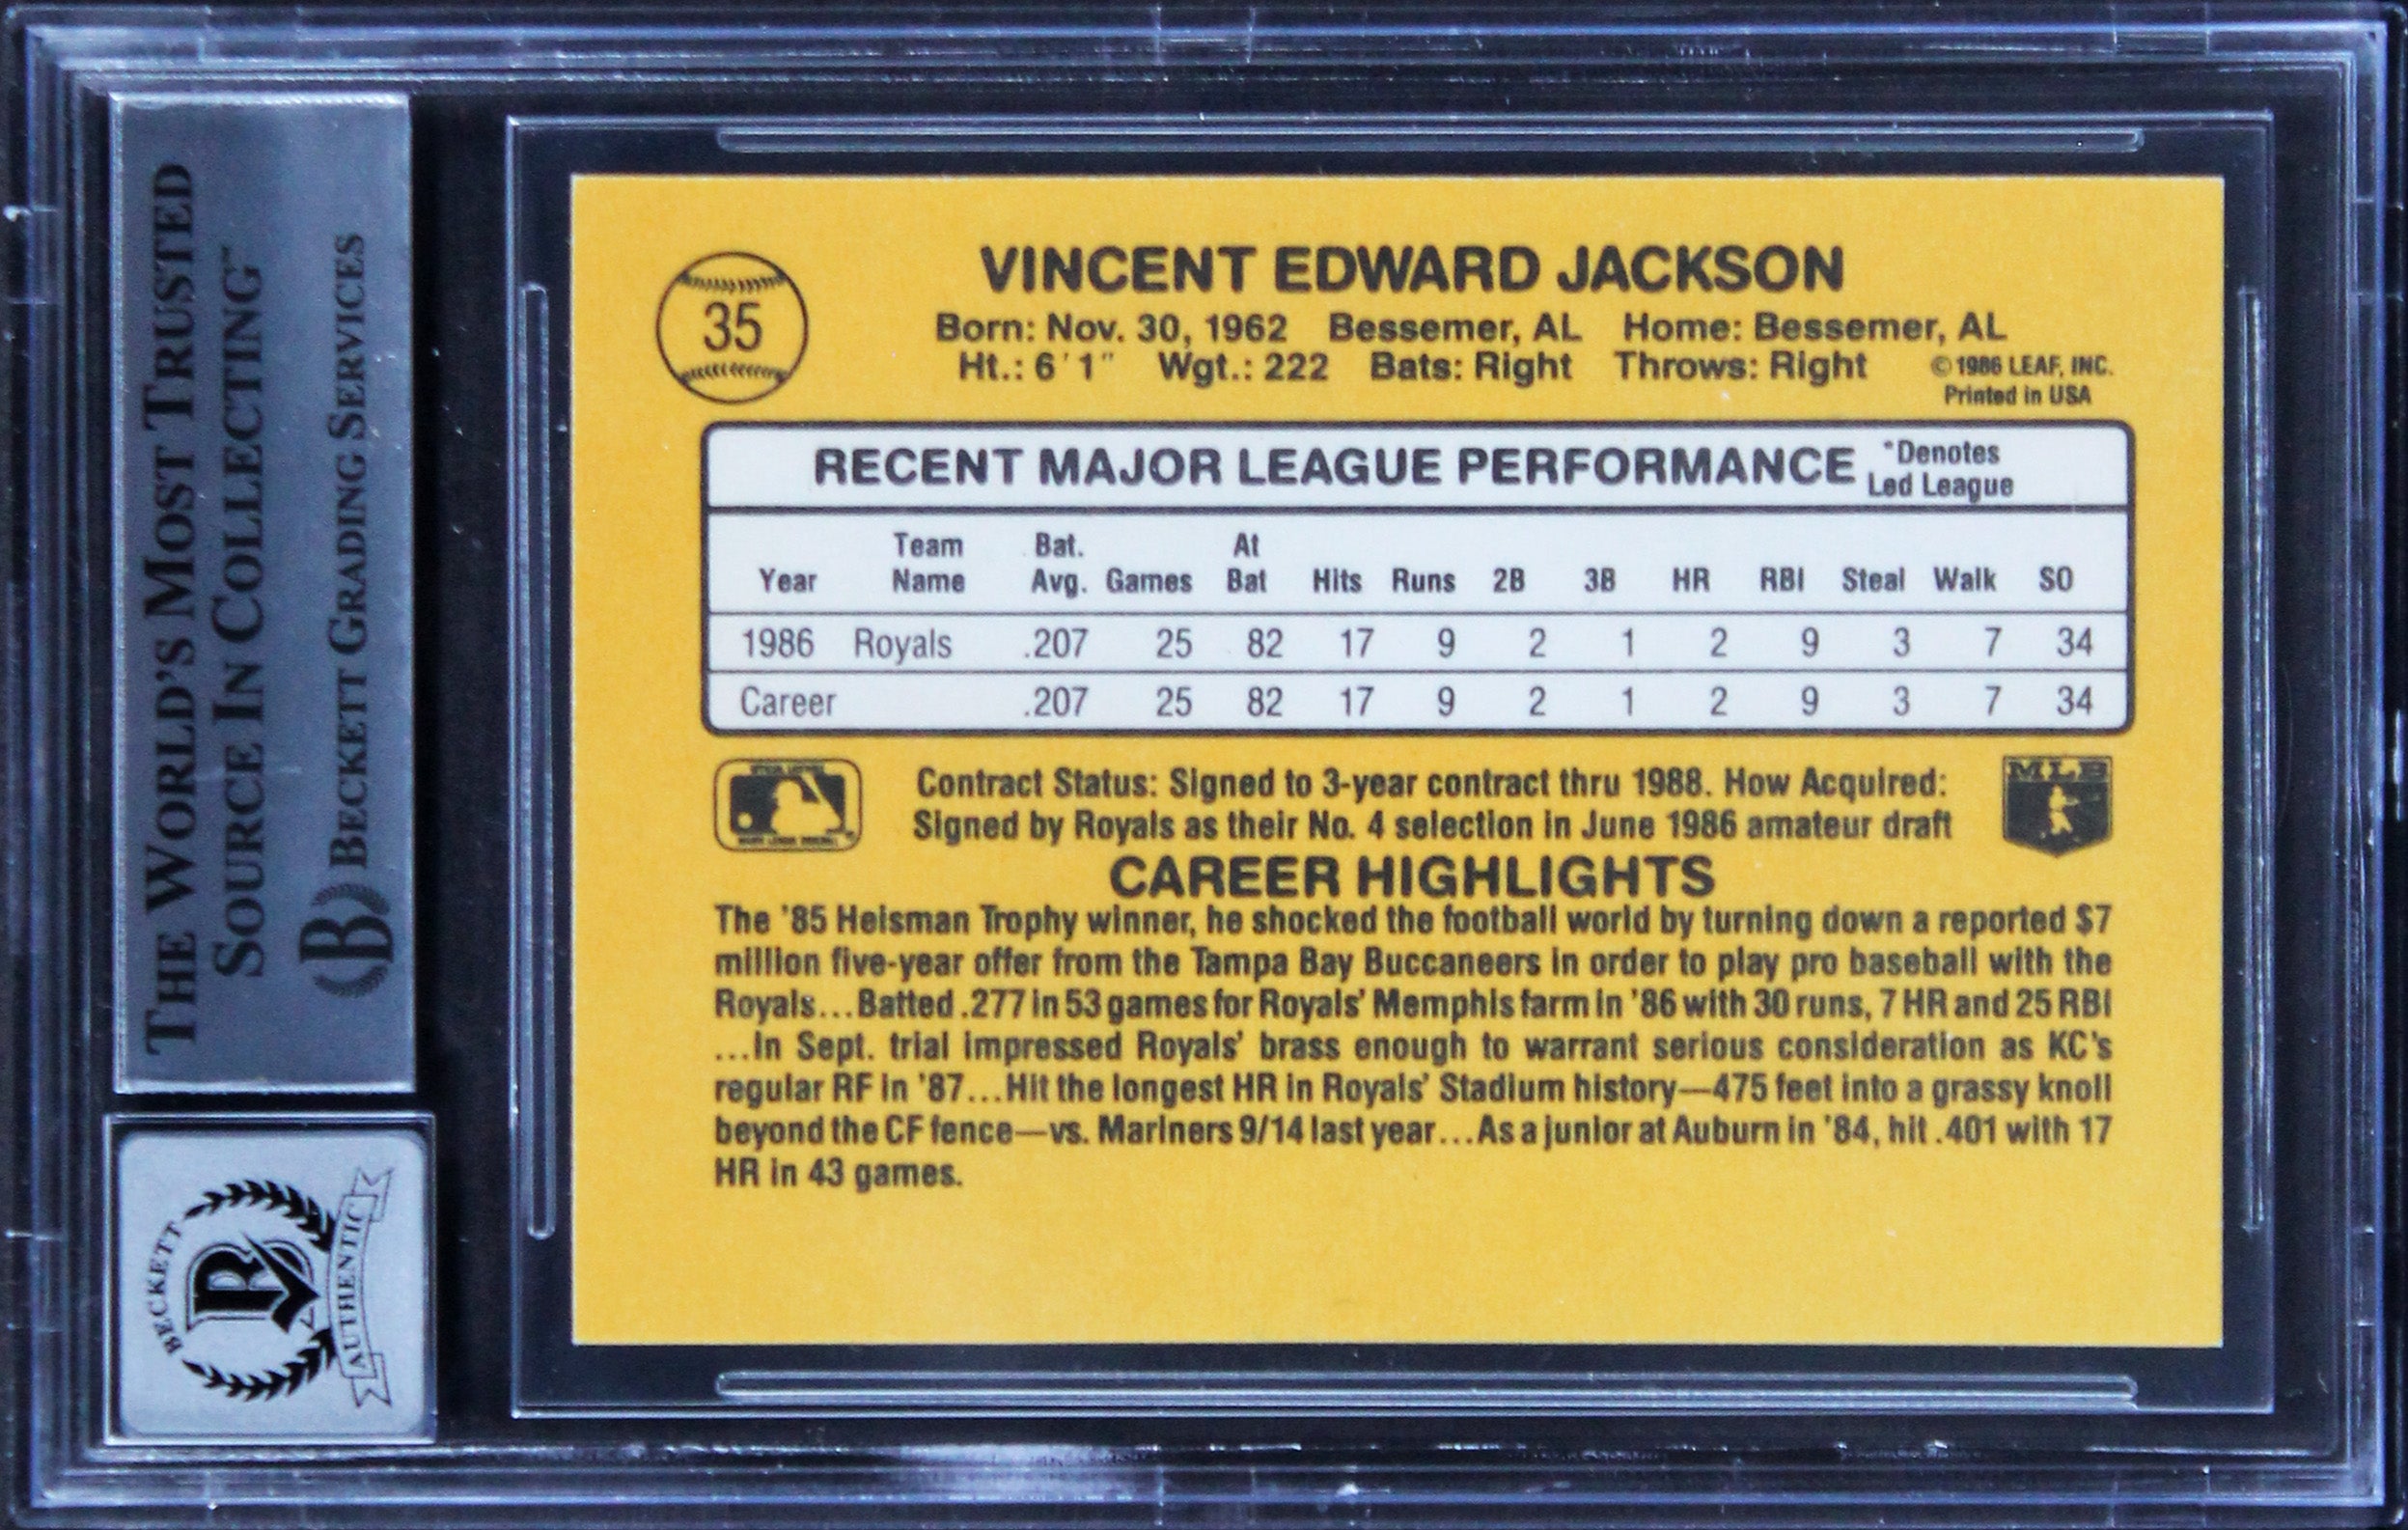 THE WORLD'S MOST TRUSTED
SOURCE IN COLLECTING™
BECKETT GRADING SERVICES
B
BECKETT
B
AUTHENTIC
35
VINCENT EDWARD JACKSON
Born: Nov. 30, 1962 Bessemer, AL Home: Bessemer, AL
Ht.: 6'1" Wgt.: 222 Bats: Right Throws: Right
©1986 LEAF, INC.
Printed in USA
RECENT MAJOR LEAGUE PERFORMANCE *Denotes
Led League
Year Team Name Bat. Avg. Games At Bat Hits Runs 2B 3B HR RBI Steal Walk SO
1986 Royals .207 25 82 17 9 2 1 2 9 3 7 34
Career .207 25 82 17 9 2 1 2 9 3 7 34
Contract Status: Signed to 3-year contract thru 1988. How Acquired:
Signed by Royals as their No. 4 selection in June 1986 amateur draft
MLB
CAREER HIGHLIGHTS
The '85 Heisman Trophy winner, he shocked the football world by turning down a reported $7
million five-year offer from the Tampa Bay Buccaneers in order to play pro baseball with the
Royals...Batted .277 in 53 games for Royals' Memphis farm in '86 with 30 runs, 7 HR and 25 RBI
...In Sept. trial impressed Royals' brass enough to warrant serious consideration as KC's
regular RF in '87...Hit the longest HR in Royals' Stadium history—475 feet into a grassy knoll
beyond the CF fence—vs. Mariners 9/14 last year...As a junior at Auburn in '84, hit .401 with 17
HR in 43 games.